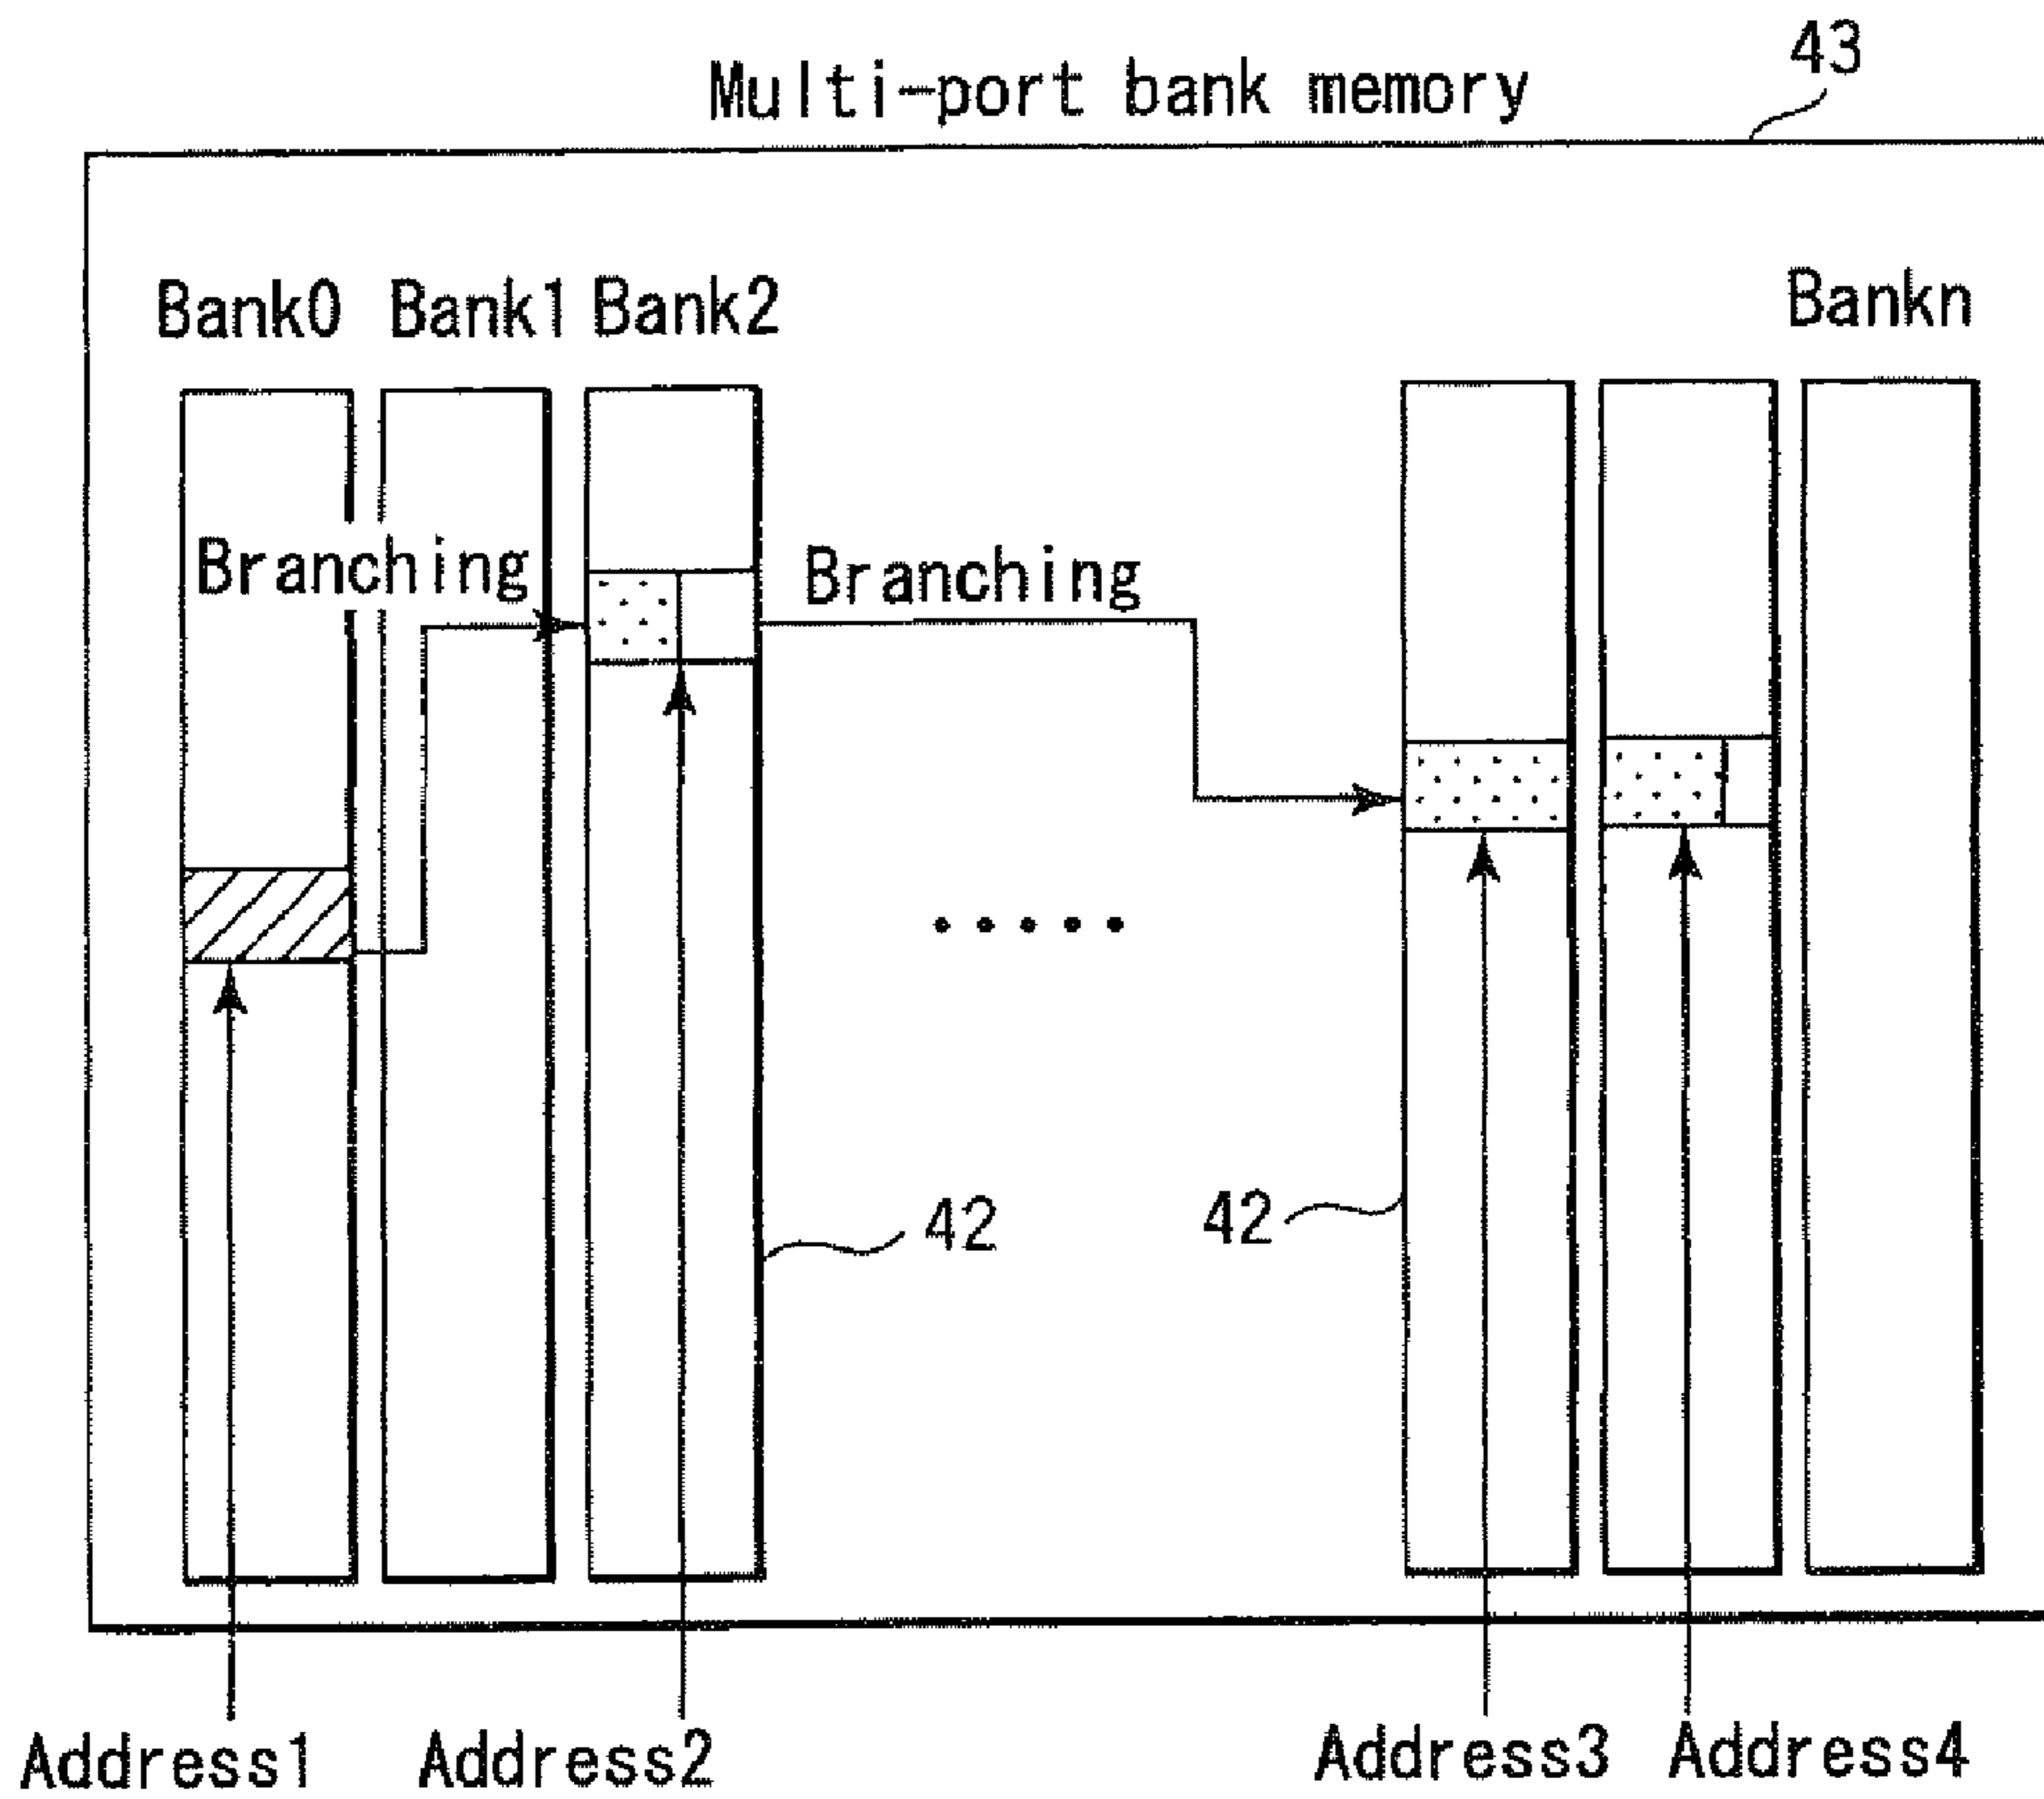 43
Multi-port bank memory
Bank0 Bank1 Bank2 Bankn
Branching Branching
42 42
Address1 Address2 Address3 Address4